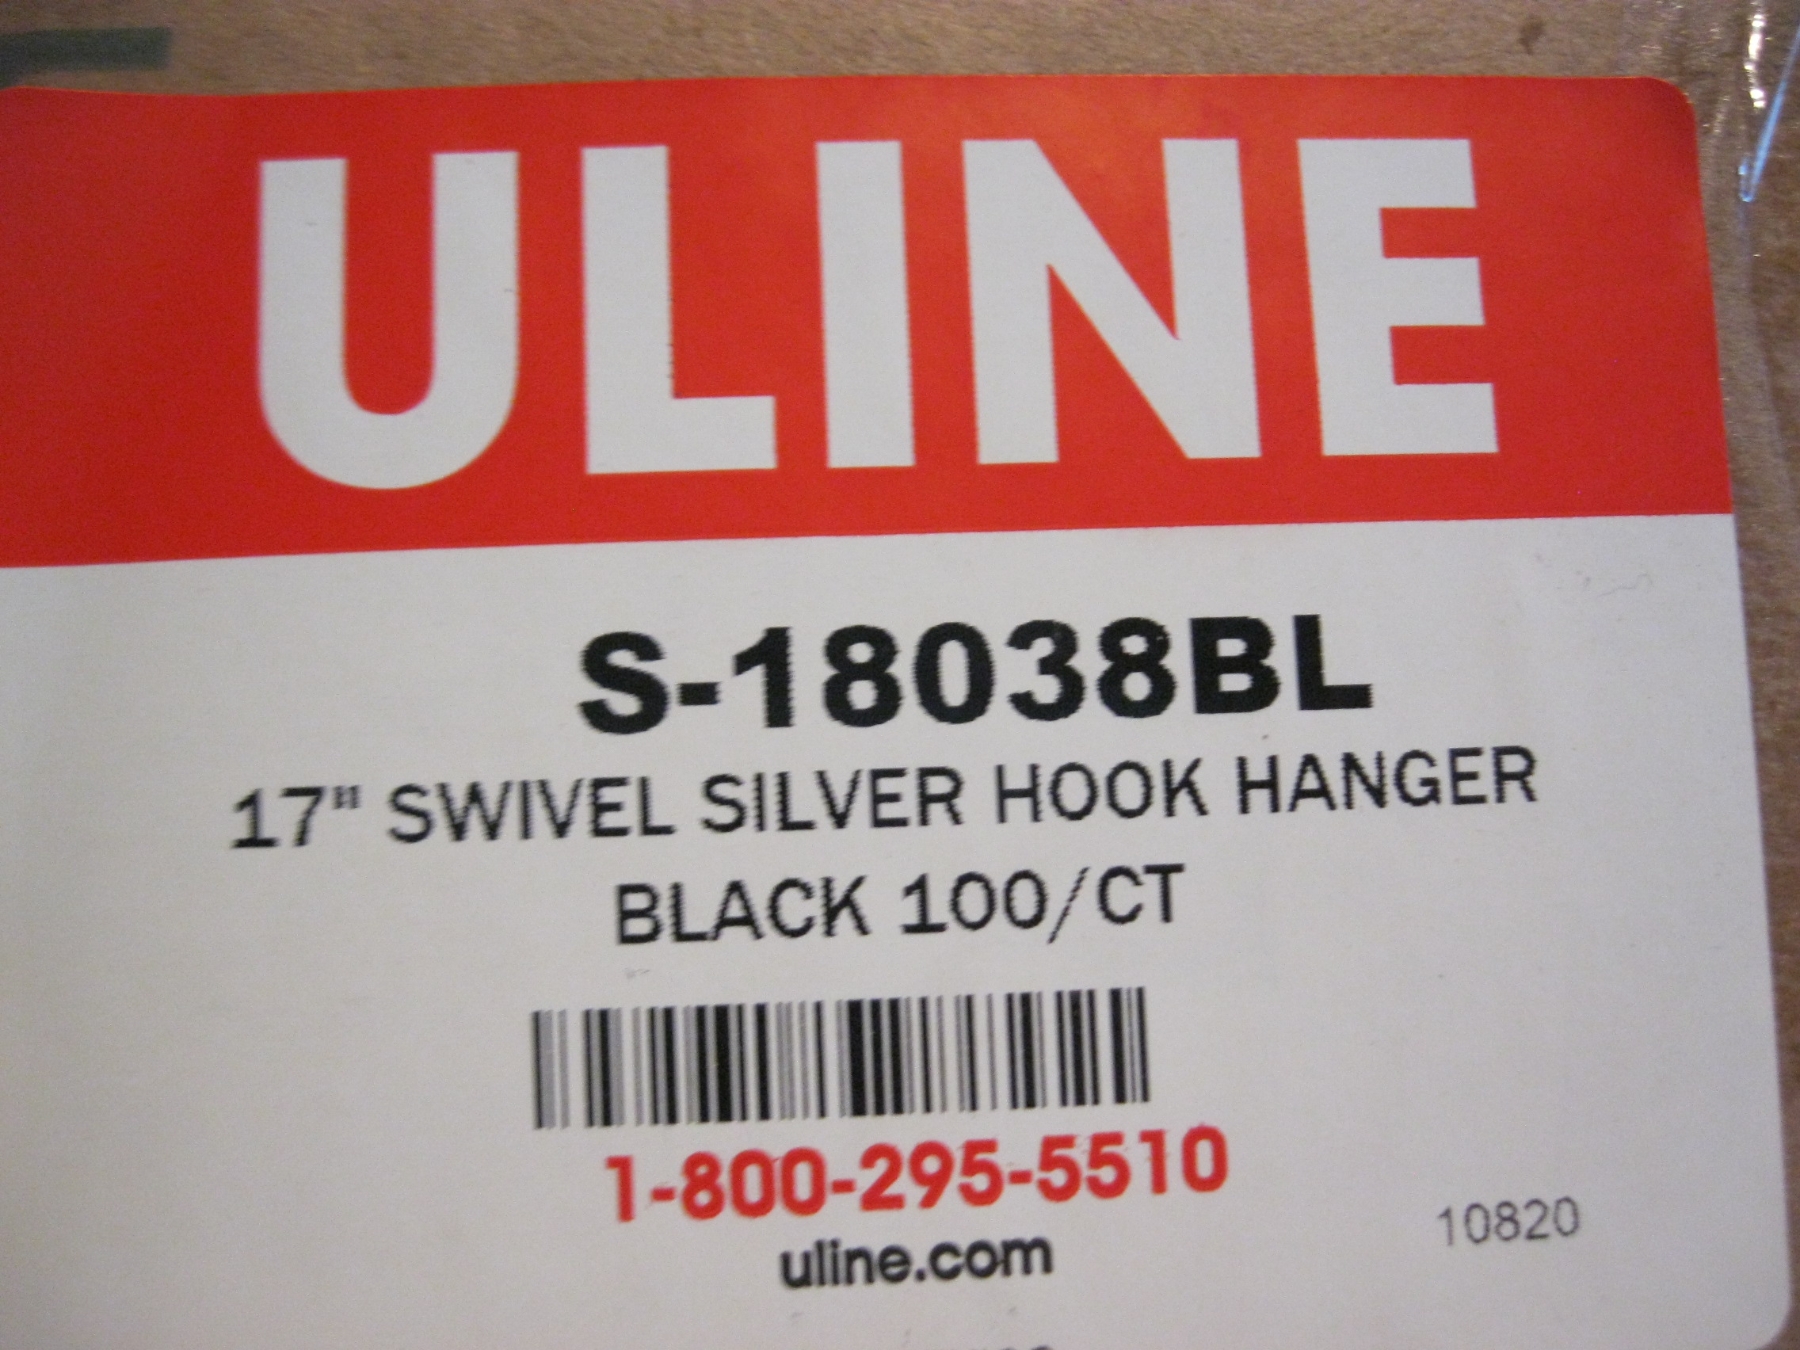 ULINE
S-18038BL
17" SWIVEL SILVER HOOK HANGER
BLACK 100/CT
1-800-295-5510
10820
uline.com